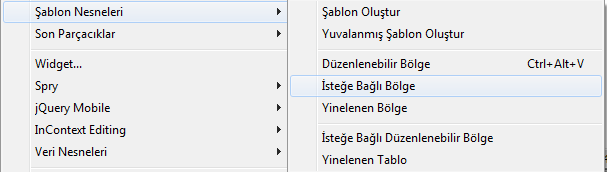 Şablon Nesneleri
Son Parçacıklar
Widget...
Spry
jQuery Mobile
InContext Editing
Veri Nesneleri
Şablon Oluştur
Yuvalanmış Şablon Oluştur
Düzenlenebilir Bölge Ctrl+Alt+V
İsteğe Bağlı Bölge
Yinelenen Bölge
İsteğe Bağlı Düzenlenebilir Bölge
Yinelenen Tablo